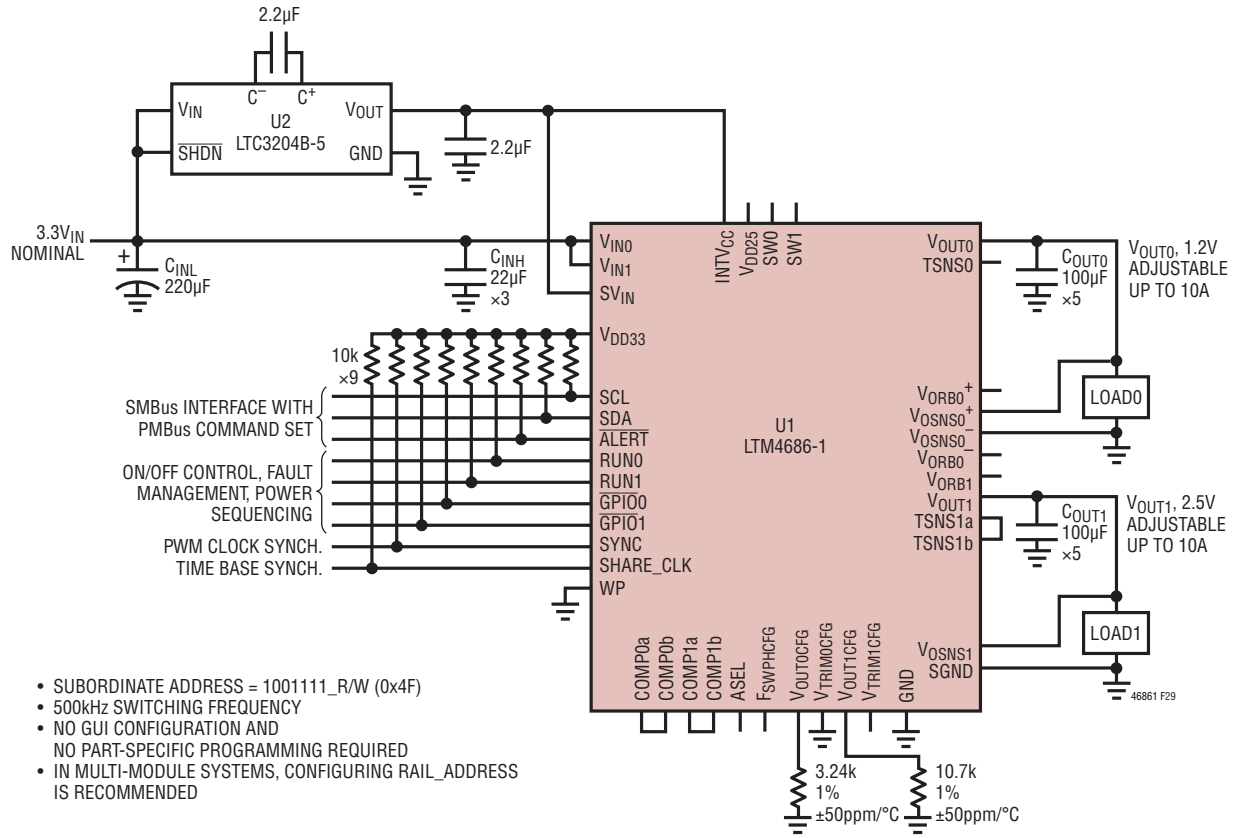 2.2µF
C–
C+
VIN
VOUT
U2
LTC3204B-5
SHDN
GND
2.2µF
3.3VIN
NOMINAL
+
CINL
220µF
CINH
22µF
×3
VIN0
VIN1
SVIN
VDD33
INTVCC
VDD25
SW0
SW1
VOUT0
TSNS0
COUT0
100µF
×5
VOUT0, 1.2V
ADJUSTABLE
UP TO 10A
10k
×9
SMBus INTERFACE WITH
PMBus COMMAND SET
ON/OFF CONTROL, FAULT
MANAGEMENT, POWER
SEQUENCING
PWM CLOCK SYNCH.
TIME BASE SYNCH.
SCL
SDA
ALERT
RUN0
RUN1
GPIO0
GPIO1
SYNC
SHARE_CLK
WP
U1
LTM4686-1
VORB0+
VOSNS0+
VOSNS0–
VORB0–
VORB1
VOUT1
TSNS1a
TSNS1b
LOAD0
COUT1
100µF
×5
VOUT1, 2.5V
ADJUSTABLE
UP TO 10A
VOSNS1
SGND
LOAD1
46861 F29
COMP0a
COMP0b
COMP1a
COMP1b
ASEL
FSWPHCFG
VOUT0CFG
VTRIM0CFG
VOUT1CFG
VTRIM1CFG
GND
3.24k
1%
±50ppm/°C
10.7k
1%
±50ppm/°C
• SUBORDINATE ADDRESS = 1001111_R/W (0x4F)
• 500kHz SWITCHING FREQUENCY
• NO GUI CONFIGURATION AND
NO PART-SPECIFIC PROGRAMMING REQUIRED
• IN MULTI-MODULE SYSTEMS, CONFIGURING RAIL_ADDRESS
IS RECOMMENDED